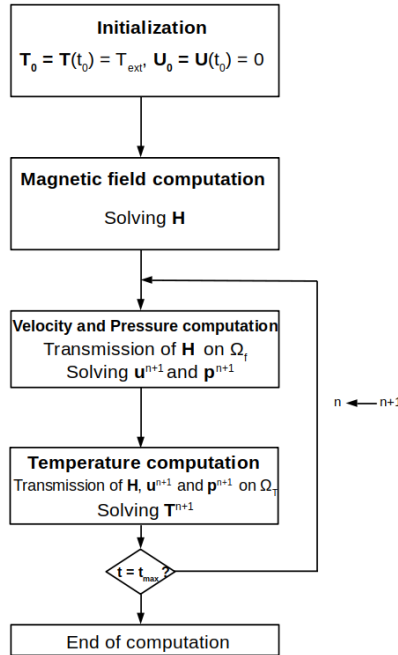 Initialization
T₀ = T(t₀) = Tₑₓₜ, U₀ = U(t₀) = 0
Magnetic field computation
Solving H
Velocity and Pressure computation
Transmission of H on Ω_f
Solving uⁿ⁺¹ and pⁿ⁺¹
n ← n+1
Temperature computation
Transmission of H, uⁿ⁺¹ and pⁿ⁺¹ on Ω_T
Solving Tⁿ⁺¹
t = tₘₐₓ ?
End of computation